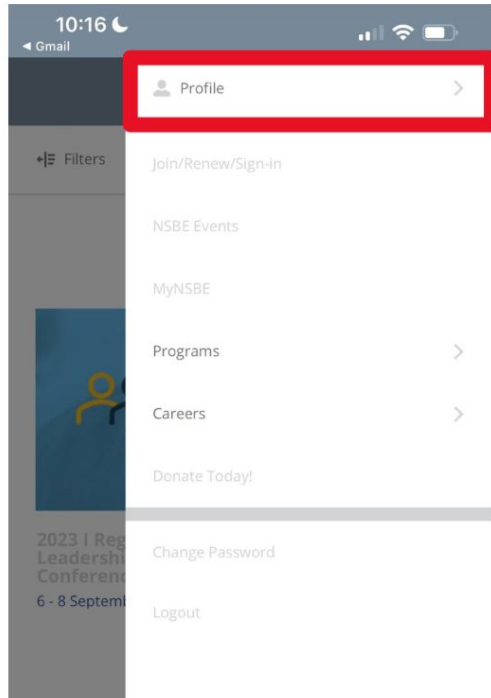 10:16
◄ Gmail
Profile
Filters
Join/Renew/Sign-in
NSBE Events
MyNSBE
Programs
Careers
Donate Today!
2023 I Reg
Leadershi
Conferenc
6 - 8 Septemb
Change Password
Logout